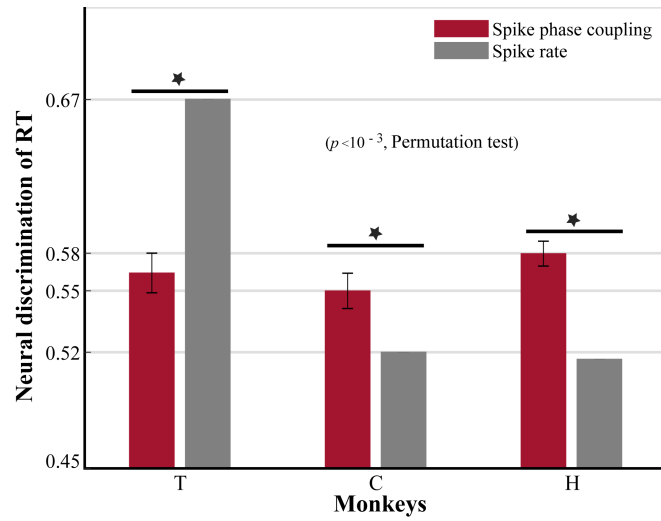 Spike phase coupling
Spike rate
(p <10 - 3, Permutation test)
Neural discrimination of RT
0.67
0.58
0.55
0.52
0.45
T C H
Monkeys